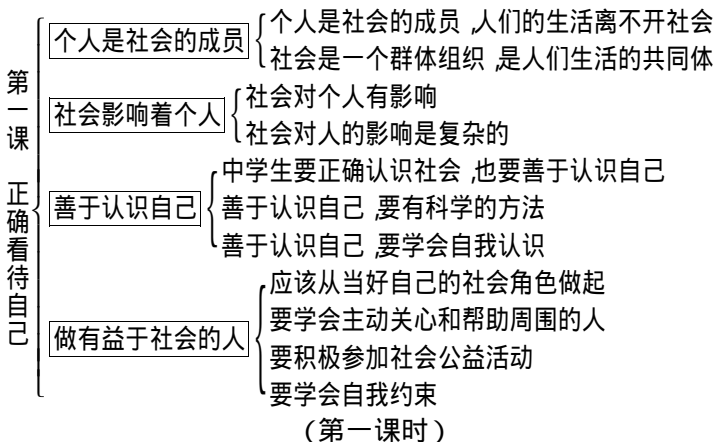 第一课 正确看待自己
个人是社会的成员
个人是社会的成员,人们的生活离不开社会
社会是一个群体组织,是人们生活的共同体
社会影响着个人
社会对个人有影响
社会对人的影响是复杂的
善于认识自己
中学生要正确认识社会,也要善于认识自己
善于认识自己,要有科学的方法
善于认识自己,要学会自我认识
做有益于社会的人
应该从当好自己的社会角色做起
要学会主动关心和帮助周围的人
要积极参加社会公益活动
要学会自我约束
(第一课时)